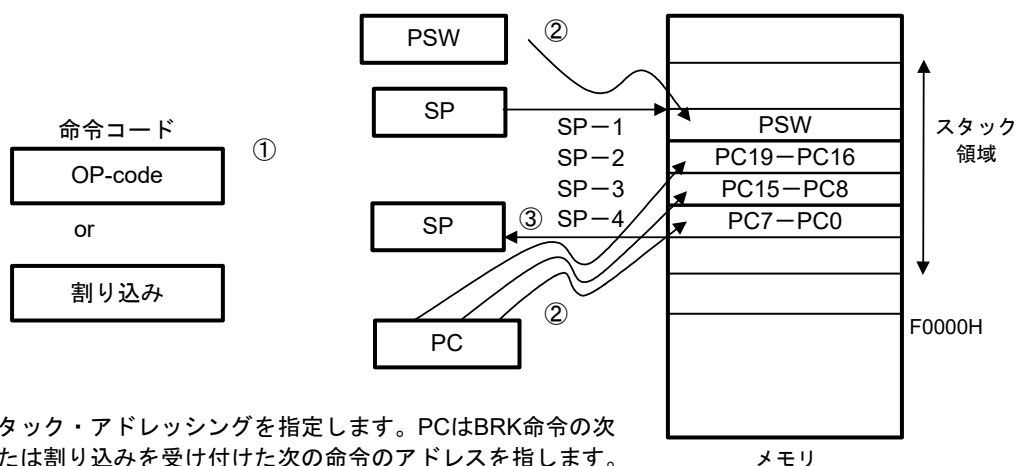 命令コード
OP-code
or
割り込み
①
PSW
②
SP
SP−1
SP−2
SP−3
SP−4
SP
③
②
PC
PSW
PC19−PC16
PC15−PC8
PC7−PC0
スタック
領域
F0000H
メモリ
タック・アドレッシングを指定します。PCはBRK命令の次
たは割り込みを受け付けた次の命令のアドレスを指します。